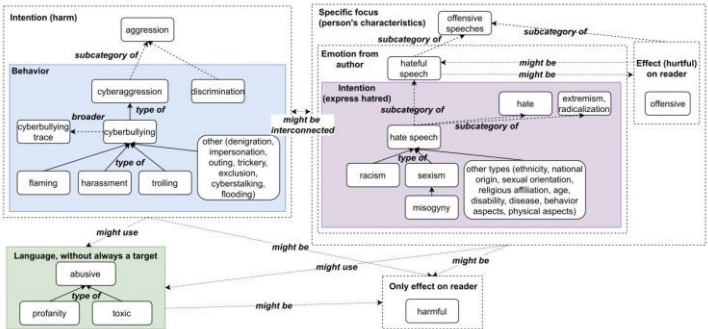 Intention (harm)
aggression
subcategory of
Behavior
cyberaggression
discrimination
broader
type of
cyberbullying
trace
cyberbullying
type of
other (denigration,
impersonation,
outing, trickery,
exclusion,
cyberstalking,
flooding)
flaming
harassment
trolling
might be
interconnected
Specific focus
(person's characteristics)
offensive
speeches
subcategory of
subcategory of
Emotion from
author
hateful
speech
might be
might be
Effect (hurtful)
on reader
offensive
Intention
(express hatred)
subcategory of
hate
extremism,
radicalization
hate speech
subcategory of
type of
racism
sexism
misogyny
other types (ethnicity, national
origin, sexual orientation,
religious affiliation, age,
disability, disease, behavior
aspects, physical aspects)
might use
might be
might use
might be
Language, without always a target
abusive
type of
profanity
toxic
might be
Only effect on reader
harmful